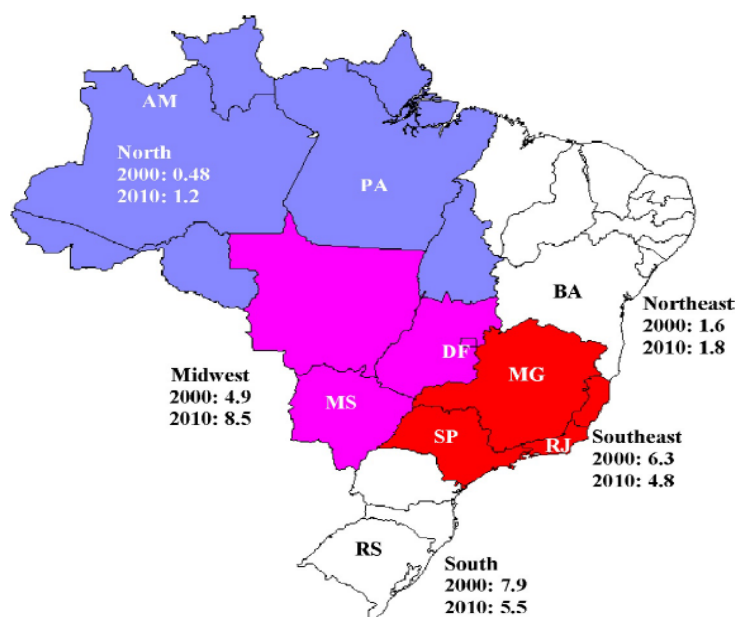 AM
North
2000: 0.48
2010: 1.2
PA
BA
Northeast
2000: 1.6
2010: 1.8
DF
Midwest
2000: 4.9
2010: 8.5
MS
MG
SP
RJ
Southeast
2000: 6.3
2010: 4.8
RS
South
2000: 7.9
2010: 5.5